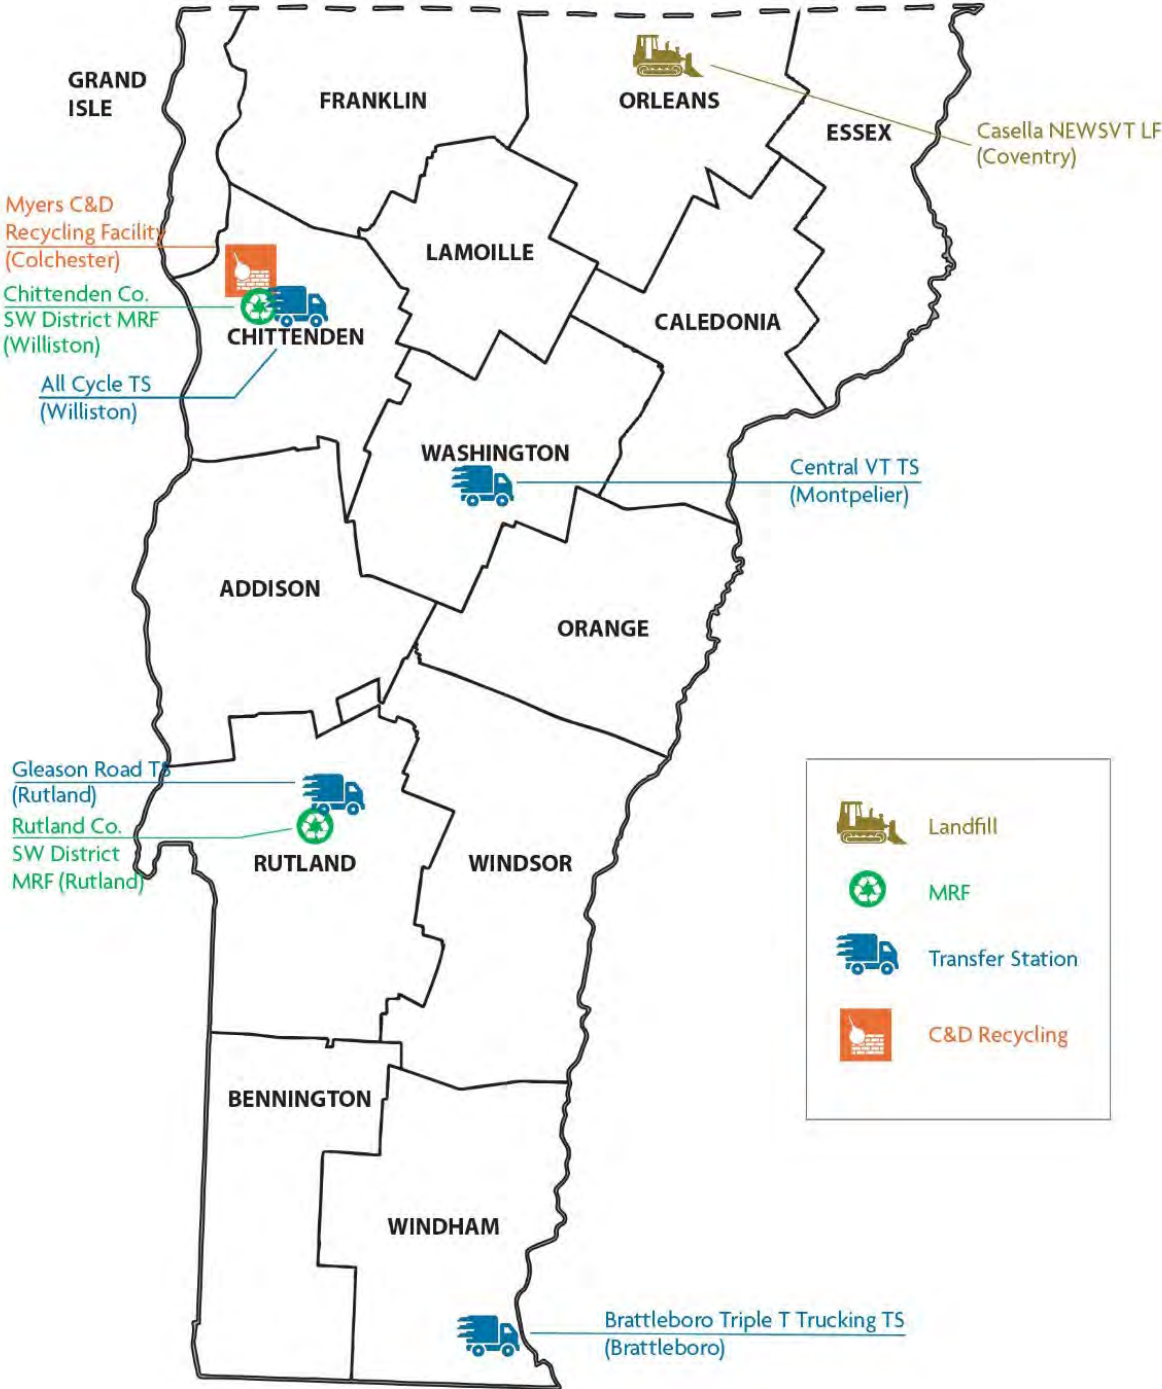 GRAND
ISLE
FRANKLIN
ORLEANS
ESSEX
Casella NEWSVT LF
(Coventry)
Myers C&D
Recycling Facility
(Colchester)
LAMOILLE
Chittenden Co.
SW District MRF
(Williston)
CHITTENDEN
CALEDONIA
All Cycle TS
(Williston)
WASHINGTON
Central VT TS
(Montpelier)
ADDISON
ORANGE
Gleason Road TS
(Rutland)
Rutland Co.
SW District
MRF (Rutland)
RUTLAND
WINDSOR
Landfill
MRF
Transfer Station
C&D Recycling
BENNINGTON
WINDHAM
Brattleboro Triple T Trucking TS
(Brattleboro)